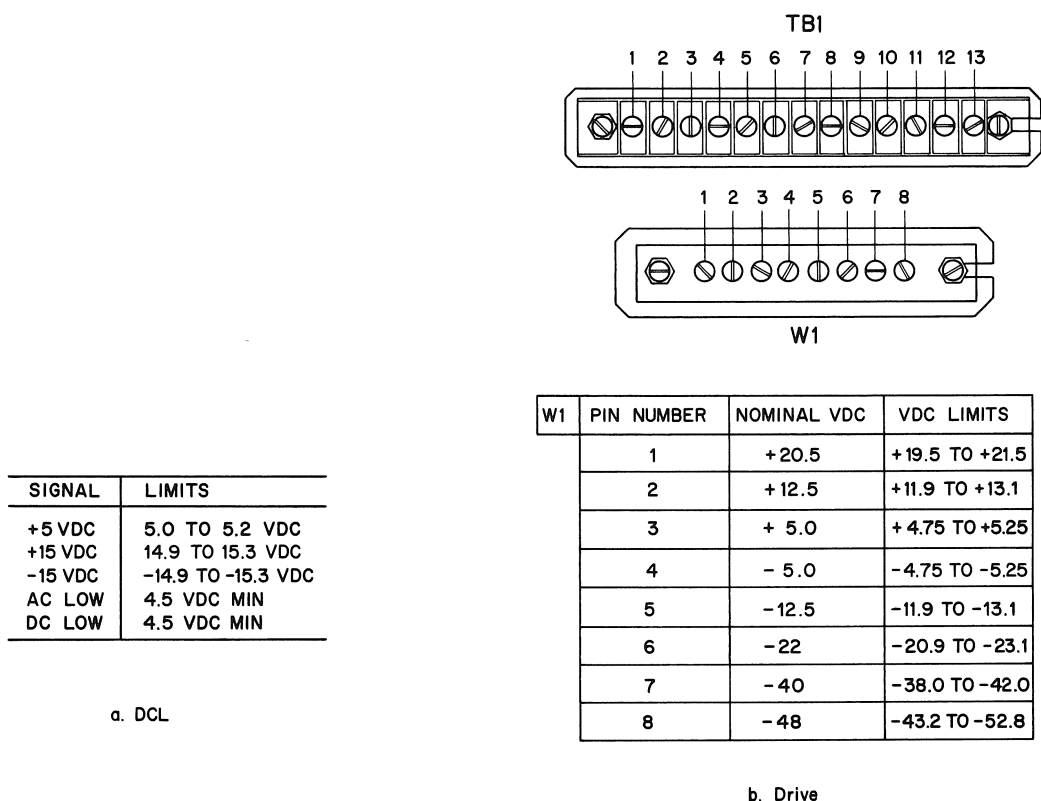 TB1
1 2 3 4 5 6 7 8 9 10 11 12 13
1 2 3 4 5 6 7 8
W1
W1 PIN NUMBER NOMINAL VDC VDC LIMITS
1 +20.5 +19.5 TO +21.5
2 +12.5 +11.9 TO +13.1
3 + 5.0 +4.75 TO +5.25
4 - 5.0 -4.75 TO -5.25
5 -12.5 -11.9 TO -13.1
6 -22 -20.9 TO -23.1
7 -40 -38.0 TO -42.0
8 -48 -43.2 TO -52.8
b. Drive
SIGNAL LIMITS
+5 VDC 5.0 TO 5.2 VDC
+15 VDC 14.9 TO 15.3 VDC
-15 VDC -14.9 TO -15.3 VDC
AC LOW 4.5 VDC MIN
DC LOW 4.5 VDC MIN
a. DCL